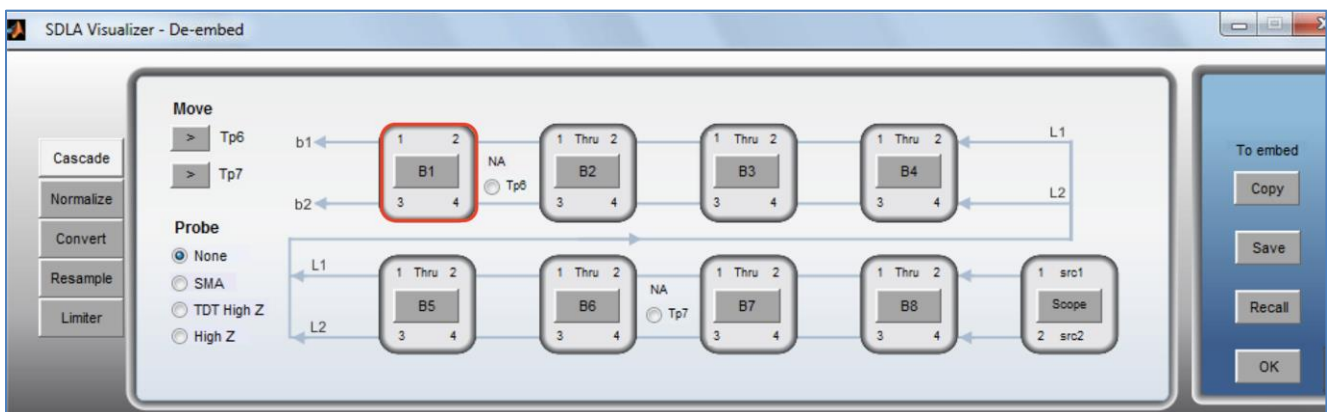 SDLA Visualizer - De-embed
Cascade
Normalize
Convert
Resample
Limiter
Move
> Tp6
> Tp7
Probe
None
SMA
TDT High Z
High Z
b1
b2
1 2
B1
3 4
NA
Tp6
1 Thru 2
B2
3 4
1 Thru 2
B3
3 4
1 Thru 2
B4
3 4
L1
L2
L1
L2
1 Thru 2
B5
3 4
1 Thru 2
B6
3 4
NA
Tp7
1 Thru 2
B7
3 4
1 Thru 2
B8
3 4
1 src1
Scope
2 src2
To embed
Copy
Save
Recall
OK